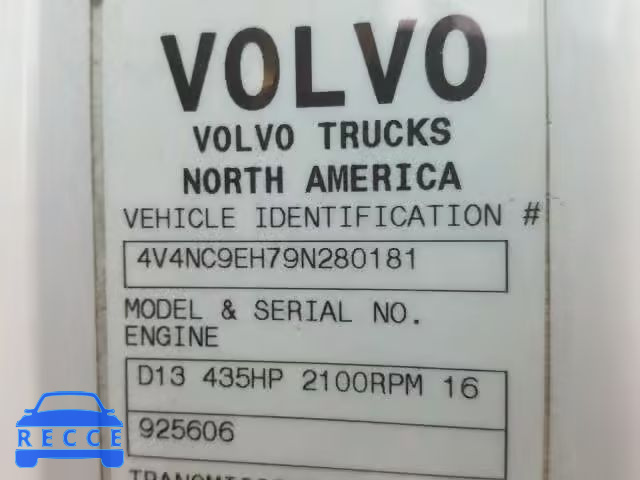 VOLVO
VOLVO TRUCKS
NORTH AMERICA
VEHICLE IDENTIFICATION #
4V4NC9EH79N280181
MODEL & SERIAL NO.
ENGINE
D13 435HP 2100RPM 16
925606
RECCE